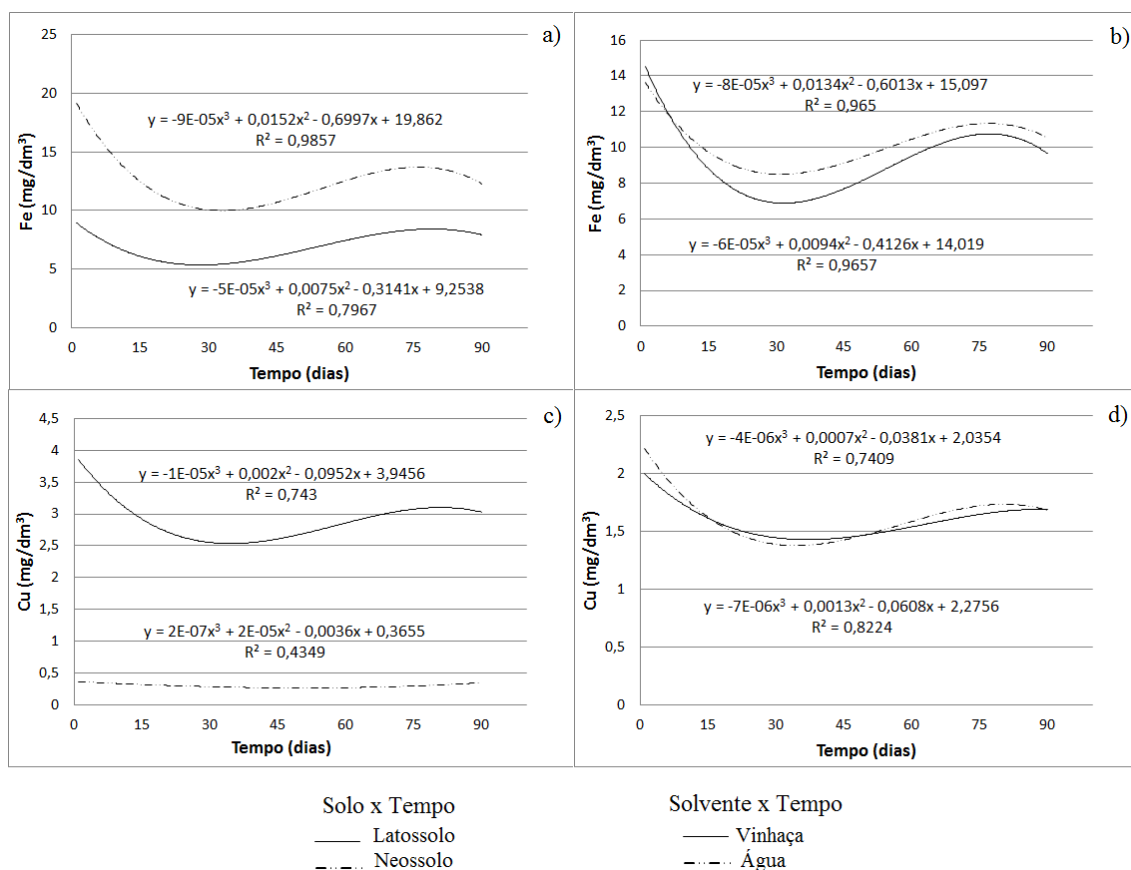 a)
25
20
15
10
5
0
Fe (mg/dm³)
y = -9E-05x³ + 0,0152x² - 0,6997x + 19,862
R² = 0,9857
y = -5E-05x³ + 0,0075x² - 0,3141x + 9,2538
R² = 0,7967
0 15 30 45 60 75 90
Tempo (dias)
b)
16
14
12
10
8
6
4
2
0
Fe (mg/dm³)
y = -8E-05x³ + 0,0134x² - 0,6013x + 15,097
R² = 0,965
y = -6E-05x³ + 0,0094x² - 0,4126x + 14,019
R² = 0,9657
0 15 30 45 60 75 90
Tempo (dias)
c)
4,5
4
3,5
3
2,5
2
1,5
1
0,5
0
Cu (mg/dm³)
y = -1E-05x³ + 0,002x² - 0,0952x + 3,9456
R² = 0,743
y = 2E-07x³ + 2E-05x² - 0,0036x + 0,3655
R² = 0,4349
0 15 30 45 60 75 90
Tempo (dias)
d)
2,5
2
1,5
1
0,5
0
Cu (mg/dm³)
y = -4E-06x³ + 0,0007x² - 0,0381x + 2,0354
R² = 0,7409
y = -7E-06x³ + 0,0013x² - 0,0608x + 2,2756
R² = 0,8224
0 15 30 45 60 75 90
Tempo (dias)
Solo x Tempo
Latossolo
Neossolo
Solvente x Tempo
Vinhaça
Água